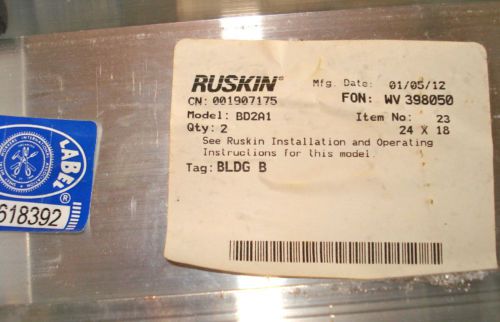 RUSKIN®
Mfg. Date: 01/05/12
CN: 001907175 FON: WV 398050
Model: BD2A1 Item No: 23
Qty: 2 24 X 18
See Ruskin Installation and Operating
Instructions for this model.
Tag: BLDG B
LABEL
618392